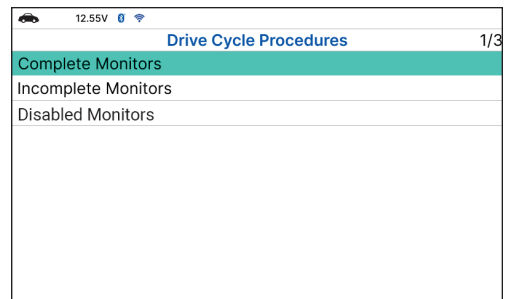 12.55V
Drive Cycle Procedures 1/3
Complete Monitors
Incomplete Monitors
Disabled Monitors